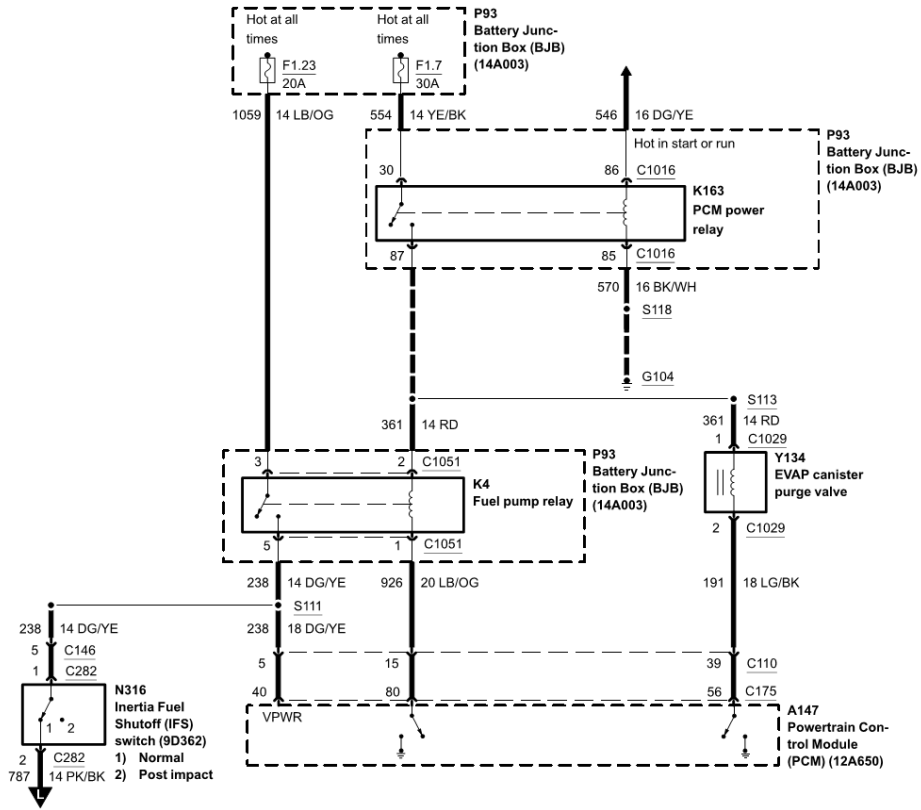 P93
Battery Junc-
tion Box (BJB)
(14A003)
Hot at all
times
Hot at all
times
F1.23
20A
F1.7
30A
1059 14 LB/OG
554 14 YE/BK
546 16 DG/YE
P93
Battery Junc-
tion Box (BJB)
(14A003)
Hot in start or run
30
86 C1016
K163
PCM power
relay
87
85 C1016
570 16 BK/WH
S118
G104
S113
361 14 RD
361 14 RD
1 C1029
Y134
EVAP canister
purge valve
2 C1029
P93
Battery Junc-
tion Box (BJB)
(14A003)
3
2 C1051
K4
Fuel pump relay
5
1 C1051
238 14 DG/YE
926 20 LB/OG
191 18 LG/BK
S111
238 14 DG/YE
238 18 DG/YE
5 C146
1 C282
5
15
39 C110
40
80
56 C175
N316
Inertia Fuel
Shutoff (IFS)
switch (9D362)
1) Normal
2) Post impact
1 2
VPWR
A147
Powertrain Con-
trol Module
(PCM) (12A650)
2 C282
787 14 PK/BK
L